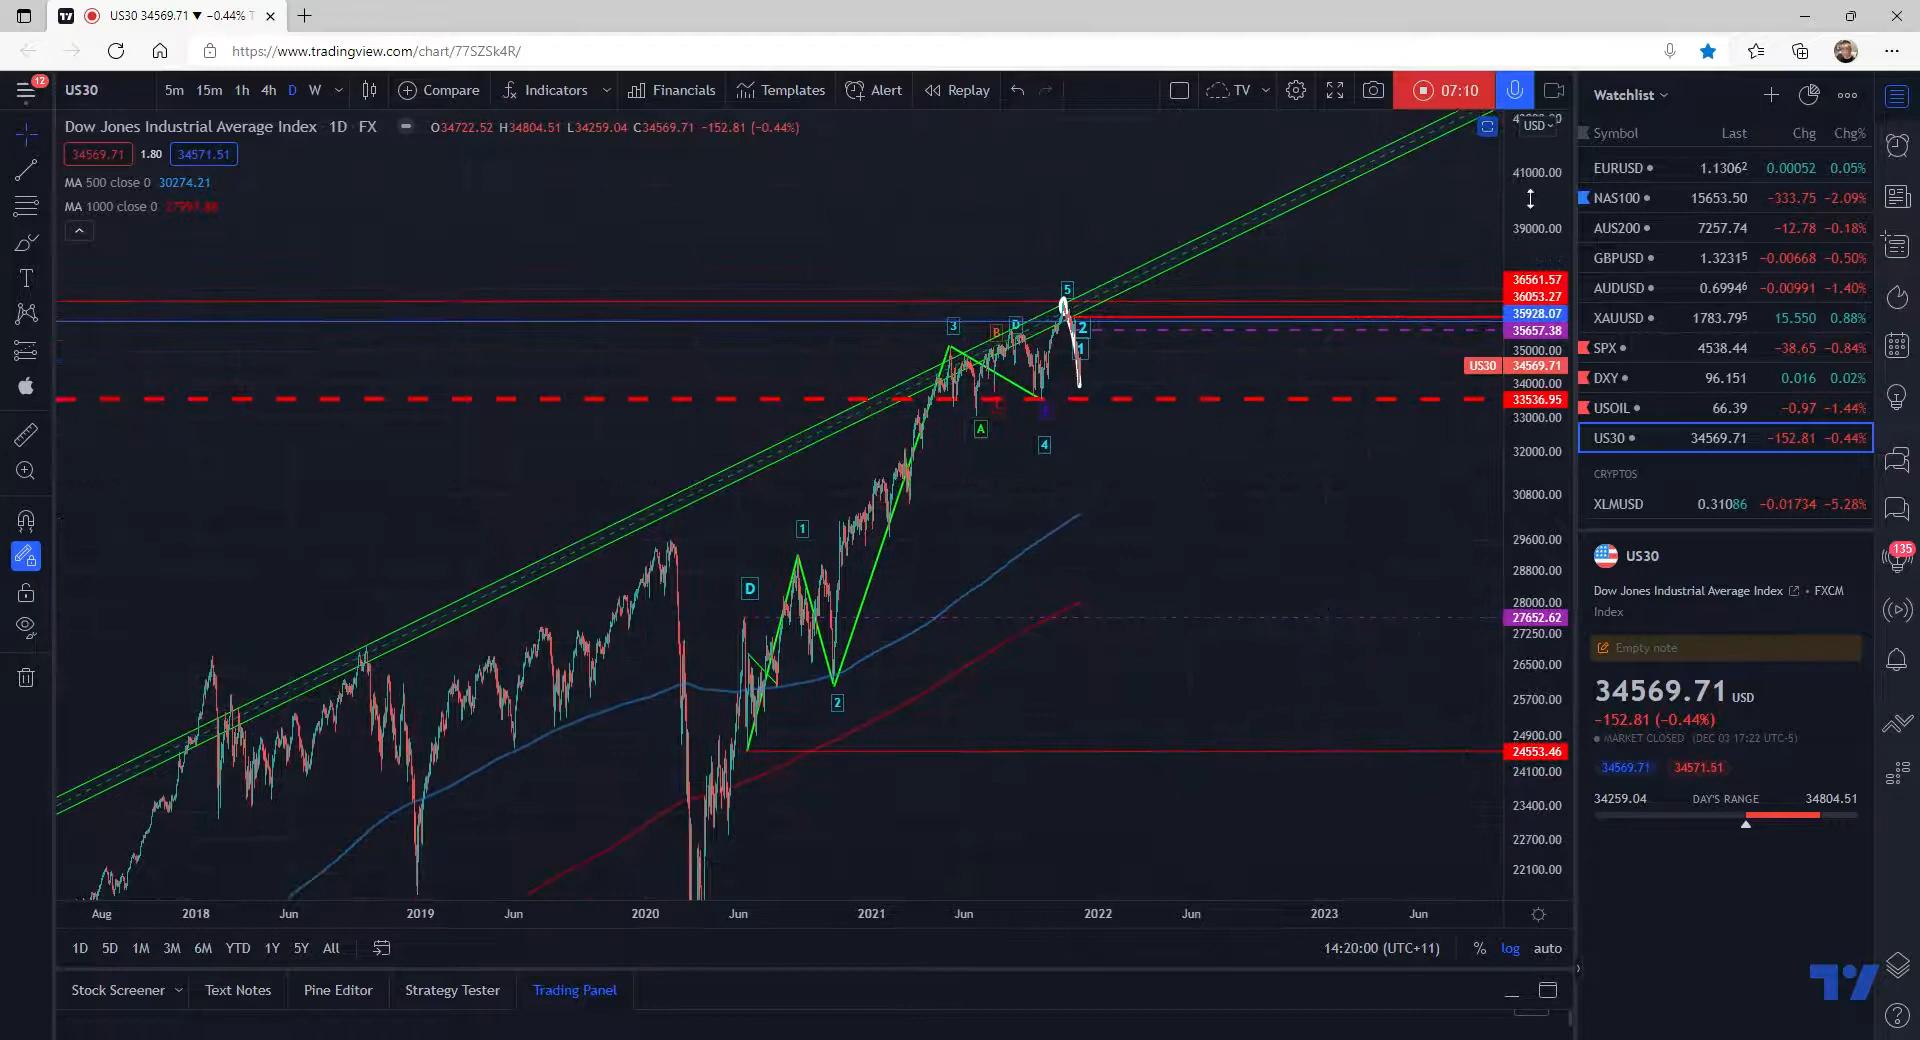 US30 34569.71 ▼ −0.44%
https://www.tradingview.com/chart/77SZSk4R/
12
US30 5m 15m 1h 4h D W Compare Indicators Financials Templates Alert Replay TV 07:10
Dow Jones Industrial Average Index · 1D · FX O34722.52 H34804.51 L34259.04 C34569.71 −152.81 (−0.44%)
34569.71 1.80 34571.51
MA 500 close 0 30274.21
MA 1000 close 0
USD
41000.00
39000.00
36561.57
36053.27
35928.07
35657.38
35000.00
US30 34569.71
34000.00
33536.95
33000.00
32000.00
30800.00
29600.00
28800.00
28000.00
27652.62
27250.00
26500.00
25700.00
24900.00
24553.46
24100.00
23400.00
22700.00
22100.00
5
3 B D 2
1
A
4
1
D
2
Aug 2018 Jun 2019 Jun 2020 Jun 2021 Jun 2022 Jun 2023 Jun
1D 5D 1M 3M 6M YTD 1Y 5Y All 14:20:00 (UTC+11) % log auto
Stock Screener Text Notes Pine Editor Strategy Tester Trading Panel
Watchlist
Symbol Last Chg Chg%
EURUSD 1.13062 0.00052 0.05%
NAS100 15653.50 −333.75 −2.09%
AUS200 7257.74 −12.78 −0.18%
GBPUSD 1.32315 −0.00668 −0.50%
AUDUSD 0.69946 −0.00991 −1.40%
XAUUSD 1783.795 15.550 0.88%
SPX 4538.44 −38.65 −0.84%
DXY 96.151 0.016 0.02%
USOIL 66.39 −0.97 −1.44%
US30 34569.71 −152.81 −0.44%
CRYPTOS
XLMUSD 0.31086 −0.01734 −5.28%
US30
Dow Jones Industrial Average Index • FXCM
Index
Empty note
34569.71 USD
−152.81 (−0.44%)
MARKET CLOSED (DEC 03 17:22 UTC-5)
34569.71 34571.51
34259.04 DAY'S RANGE 34804.51
135